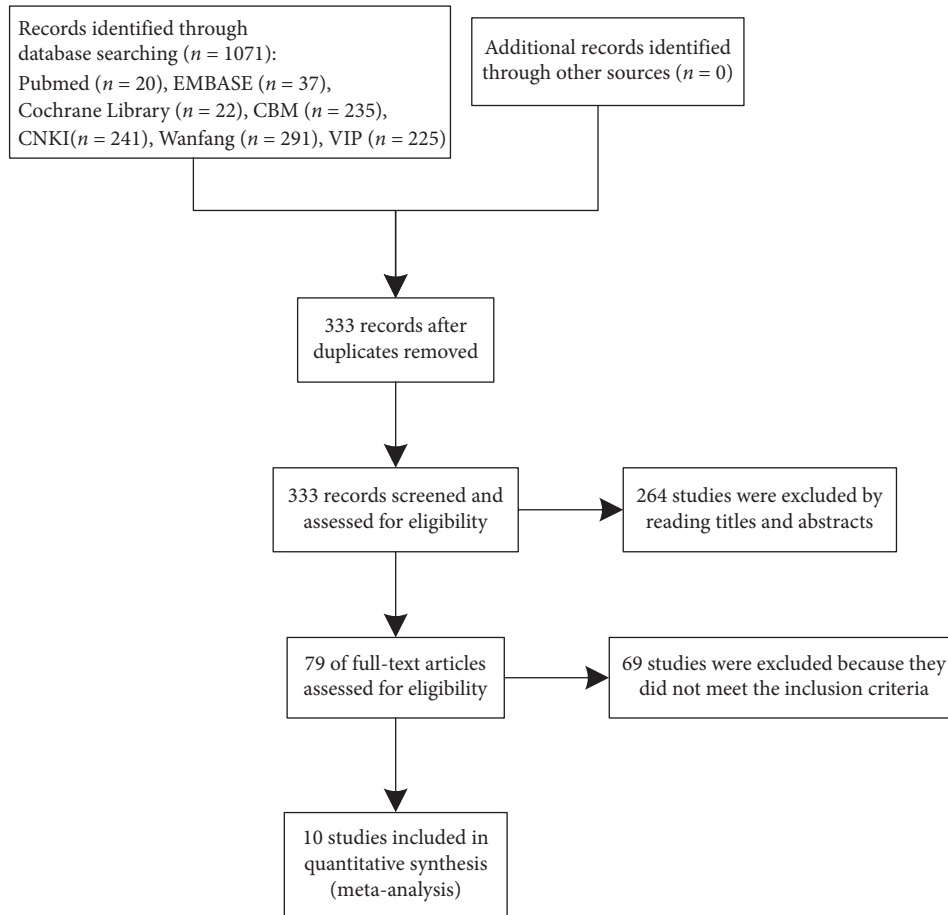 Records identified through
database searching (n = 1071):
Pubmed (n = 20), EMBASE (n = 37),
Cochrane Library (n = 22), CBM (n = 235),
CNKI(n = 241), Wanfang (n = 291), VIP (n = 225)
Additional records identified
through other sources (n = 0)
333 records after
duplicates removed
333 records screened and
assessed for eligibility
264 studies were excluded by
reading titles and abstracts
79 of full-text articles
assessed for eligibility
69 studies were excluded because they
did not meet the inclusion criteria
10 studies included in
quantitative synthesis
(meta-analysis)